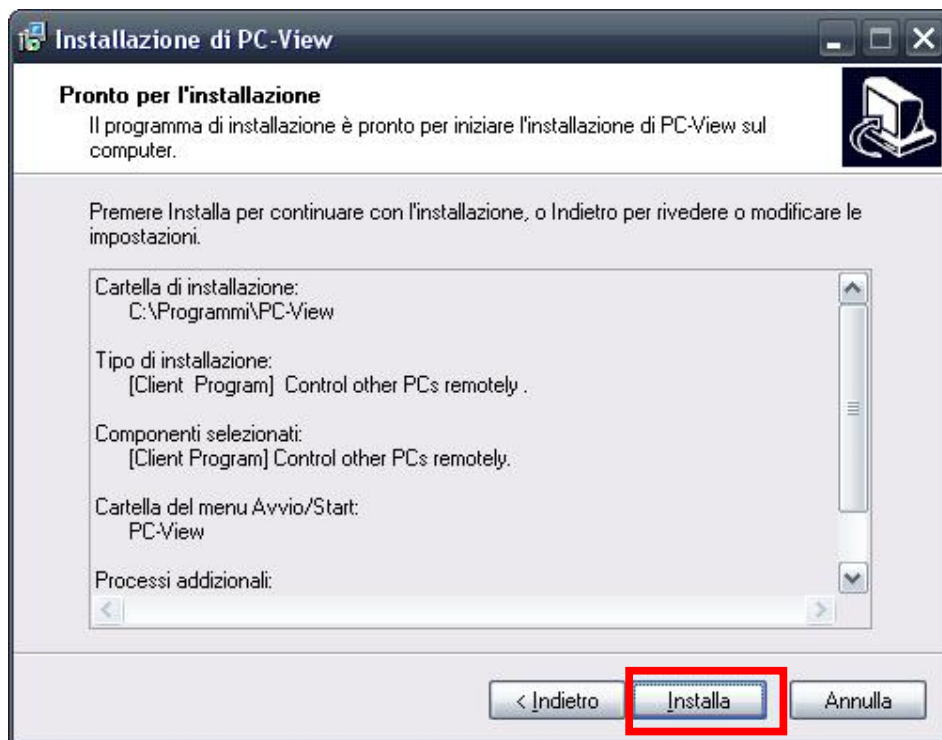 Installazione di PC-View
Pronto per l'installazione
Il programma di installazione è pronto per iniziare l'installazione di PC-View sul
computer.
Premere Installa per continuare con l'installazione, o Indietro per rivedere o modificare le
impostazioni.
Cartella di installazione:
C:\Programmi\PC-View
Tipo di installazione:
[Client Program] Control other PCs remotely .
Componenti selezionati:
[Client Program] Control other PCs remotely.
Cartella del menu Avvio/Start:
PC-View
Processi addizionali:
< Indietro
Installa
Annulla